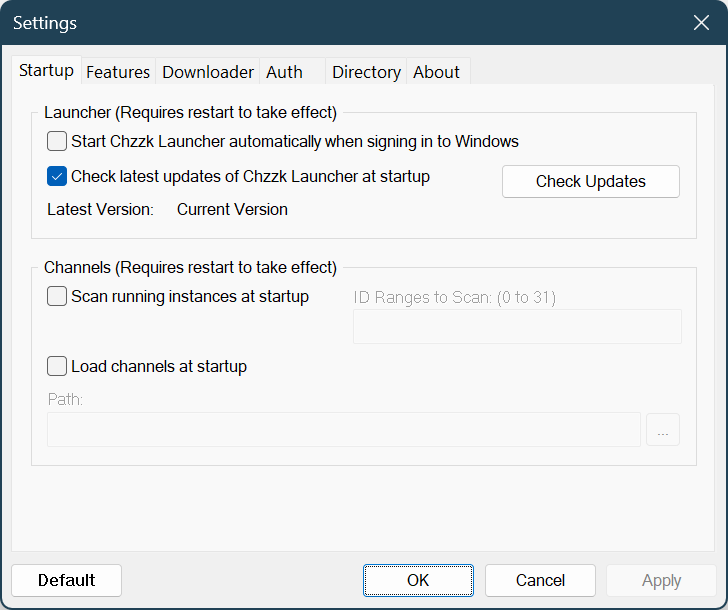 Settings
Startup Features Downloader Auth Directory About
Launcher (Requires restart to take effect)
Start Chzzk Launcher automatically when signing in to Windows
Check latest updates of Chzzk Launcher at startup
Check Updates
Latest Version: Current Version
Channels (Requires restart to take effect)
Scan running instances at startup
ID Ranges to Scan: (0 to 31)
Load channels at startup
Path:
...
Default OK Cancel Apply